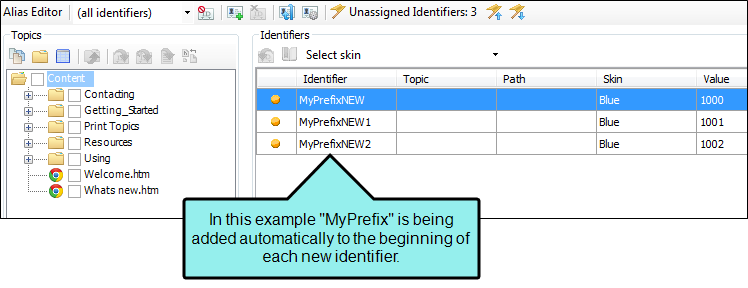 Alias Editor (all identifiers) Unassigned Identifiers: 3
Topics
Content
Contacting
Getting_Started
Print Topics
Resources
Using
Welcome.htm
Whats new.htm
Identifiers
Select skin
Identifier Topic Path Skin Value
MyPrefixNEW Blue 1000
MyPrefixNEW1 Blue 1001
MyPrefixNEW2 Blue 1002
In this example "MyPrefix" is being
added automatically to the beginning of
each new identifier.